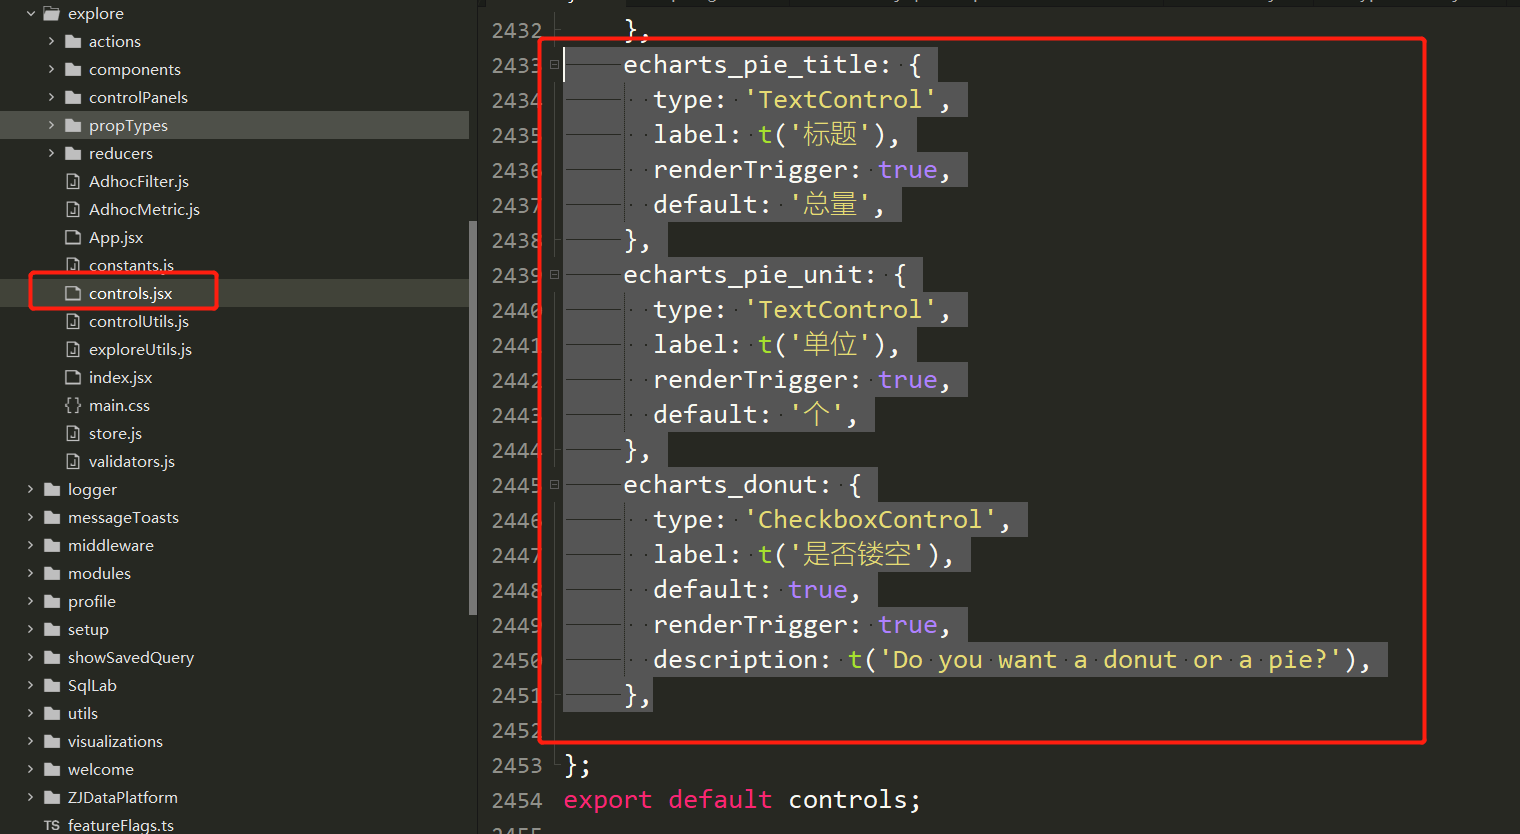 explore
actions
components
controlPanels
propTypes
reducers
AdhocFilter.js
AdhocMetric.js
App.jsx
constants.js
controls.jsx
controlUtils.js
exploreUtils.js
index.jsx
{} main.css
store.js
validators.js
logger
messageToasts
middleware
modules
profile
setup
showSavedQuery
SqlLab
utils
visualizations
welcome
ZJDataPlatform
TS featureFlags.ts
2432 },
2433 echarts_pie_title: {
2434 type: 'TextControl',
2435 label: t('标题'),
2436 renderTrigger: true,
2437 default: '总量',
2438 },
2439 echarts_pie_unit: {
2440 type: 'TextControl',
2441 label: t('单位'),
2442 renderTrigger: true,
2443 default: '个',
2444 },
2445 echarts_donut: {
2446 type: 'CheckboxControl',
2447 label: t('是否镂空'),
2448 default: true,
2449 renderTrigger: true,
2450 description: t('Do you want a donut or a pie?'),
2451 },
2452
2453 };
2454 export default controls;
2455